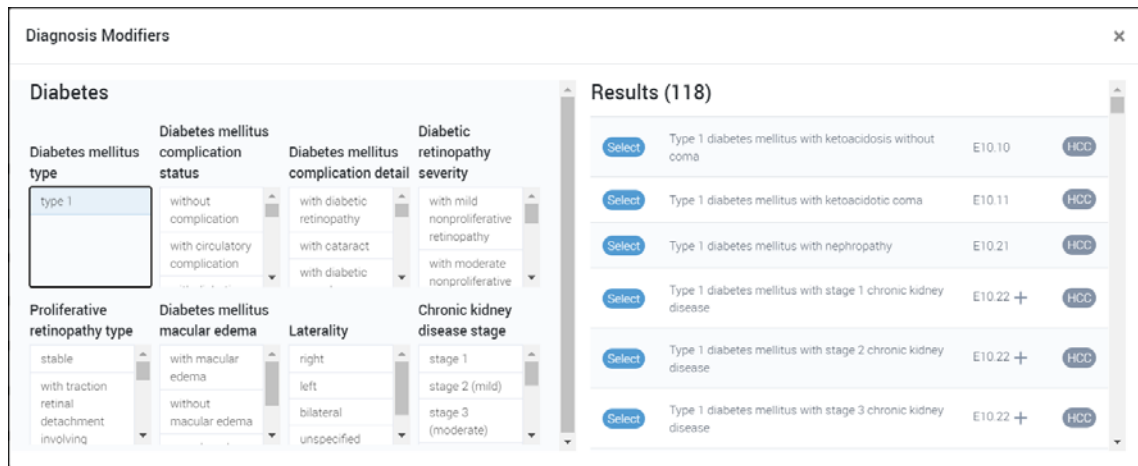 Diagnosis Modifiers
×
Diabetes
Diabetes mellitus
type
type 1
Diabetes mellitus
complication
status
without
complication
with circulatory
complication
Diabetes mellitus
complication detail
with diabetic
retinopathy
with cataract
with diabetic
Diabetic
retinopathy
severity
with mild
nonproliferative
retinopathy
with moderate
nonproliferative
Proliferative
retinopathy type
stable
with traction
retinal
detachment
involving
Diabetes mellitus
macular edema
with macular
edema
without
macular edema
Laterality
right
left
bilateral
unspecified
Chronic kidney
disease stage
stage 1
stage 2 (mild)
stage 3
(moderate)
Results (118)
Select Type 1 diabetes mellitus with ketoacidosis without
coma E10.10 HCC
Select Type 1 diabetes mellitus with ketoacidotic coma E10.11 HCC
Select Type 1 diabetes mellitus with nephropathy E10.21 HCC
Select Type 1 diabetes mellitus with stage 1 chronic kidney
disease E10.22 + HCC
Select Type 1 diabetes mellitus with stage 2 chronic kidney
disease E10.22 + HCC
Select Type 1 diabetes mellitus with stage 3 chronic kidney
disease E10.22 + HCC